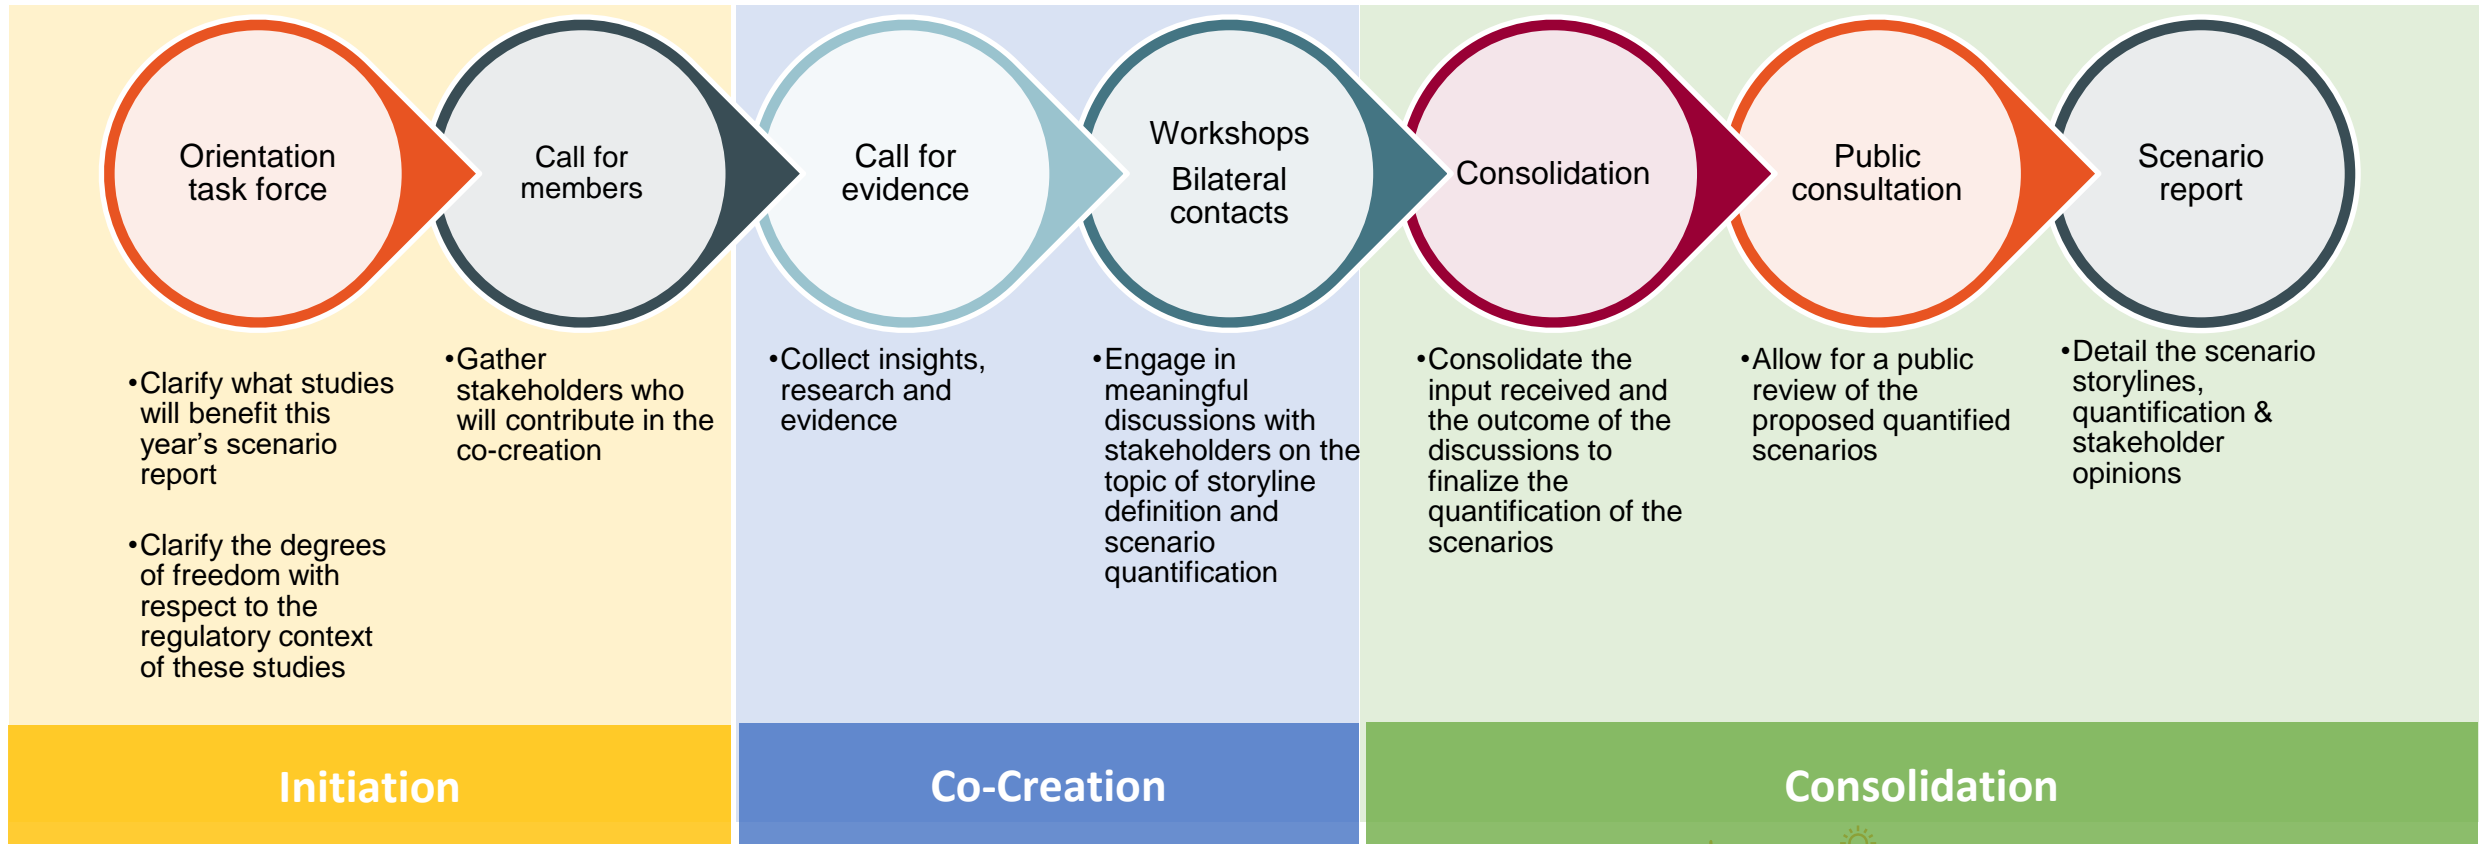 Orientation
task force
Call for
members
Call for
evidence
Workshops
Bilateral
contacts
Consolidation
Public
consultation
Scenario
report
•Clarify what studies
will benefit this
year’s scenario
report
•Clarify the degrees
of freedom with
respect to the
regulatory context
of these studies
•Gather
stakeholders who
will contribute in the
co-creation
•Collect insights,
research and
evidence
•Engage in
meaningful
discussions with
stakeholders on the
topic of storyline
definition and
scenario
quantification
•Consolidate the
input received and
the outcome of the
discussions to
finalize the
quantification of the
scenarios
•Allow for a public
review of the
proposed quantified
scenarios
•Detail the scenario
storylines,
quantification &
stakeholder
opinions
Initiation
Co-Creation
Consolidation